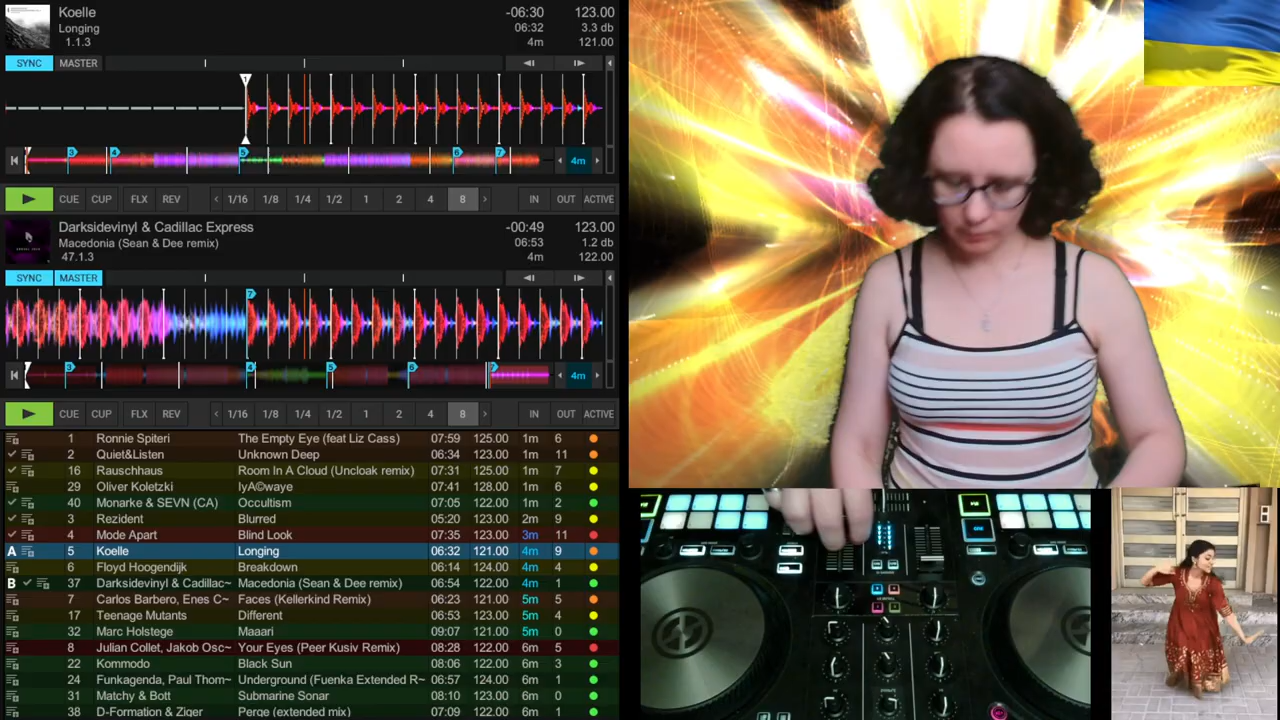 Koelle -06:30 123.00
Longing 06:32 3.3 db
1.1.3 4m 121.00
SYNC MASTER
1
3 4 5 6 7 4m
CUE CUP FLX REV 1/16 1/8 1/4 1/2 1 2 4 8 IN OUT ACTIVE
Darksidevinyl & Cadillac Express -00:49 123.00
Macedonia (Sean & Dee remix) 06:53 1.2 db
47.1.3 4m 122.00
SYNC MASTER
7
3 4 5 6 7 4m
CUE CUP FLX REV 1/16 1/8 1/4 1/2 1 2 4 8 IN OUT ACTIVE
1 Ronnie Spiteri The Empty Eye (feat Liz Cass) 07:59 125.00 1m 6
2 Quiet&Listen Unknown Deep 06:34 123.00 1m 11
16 Rauschhaus Room In A Cloud (Uncloak remix) 07:31 125.00 1m 7
29 Oliver Koletzki IyA©waye 07:41 128.00 1m 6
40 Monarke & SEVN (CA) Occultism 07:05 122.00 1m 2
3 Rezident Blurred 05:20 123.00 2m 9
4 Mode Apart Blind Look 07:35 123.00 3m 11
A 5 Koelle Longing 06:32 121.00 4m 9
6 Floyd Hoogendijk Breakdown 06:14 124.00 4m 4
B 37 Darksidevinyl & Cadillac~ Macedonia (Sean & Dee remix) 06:54 122.00 4m 1
7 Carlos Barbero, Enes C~ Faces (Kellerkind Remix) 06:23 121.00 5m 5
17 Teenage Mutants Different 06:53 122.00 5m 4
32 Marc Holstege Maaari 09:07 121.00 5m 0
8 Julian Collet, Jakob Osc~ Your Eyes (Peer Kusiv Remix) 08:28 122.00 6m 5
22 Kommodo Black Sun 08:06 122.00 6m 3
24 Funkagenda, Paul Thom~ Underground (Fuenka Extended R~ 06:57 124.00 6m 1
31 Matchy & Bott Submarine Sonar 08:10 123.00 6m 0
38 D-Formation & Ziger Perge (extended mix) 07:09 122.00 6m 1